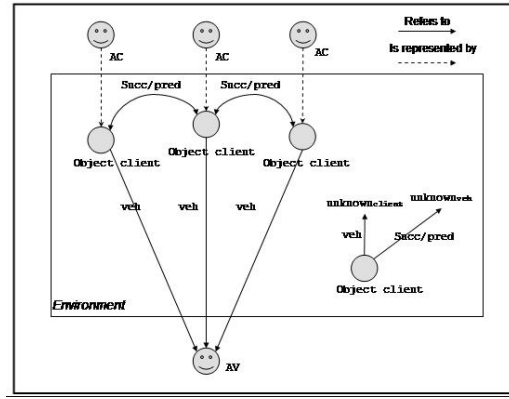 Refers to
Is represented by
AC
AC
AC
Succ/pred
Succ/pred
Object client
Object client
Object client
veh
veh
veh
unknownclient
unknownveh
veh
Succ/pred
Object client
Environment
AV